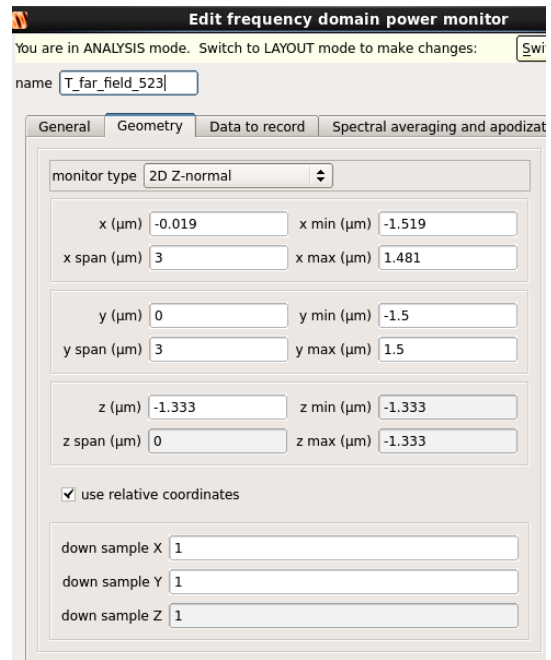 Edit frequency domain power monitor
You are in ANALYSIS mode. Switch to LAYOUT mode to make changes: Swi
name T_far_field_523
General Geometry Data to record Spectral averaging and apodizat
monitor type 2D Z-normal
x (µm) -0.019 x min (µm) -1.519
x span (µm) 3 x max (µm) 1.481
y (µm) 0 y min (µm) -1.5
y span (µm) 3 y max (µm) 1.5
z (µm) -1.333 z min (µm) -1.333
z span (µm) 0 z max (µm) -1.333
use relative coordinates
down sample X 1
down sample Y 1
down sample Z 1